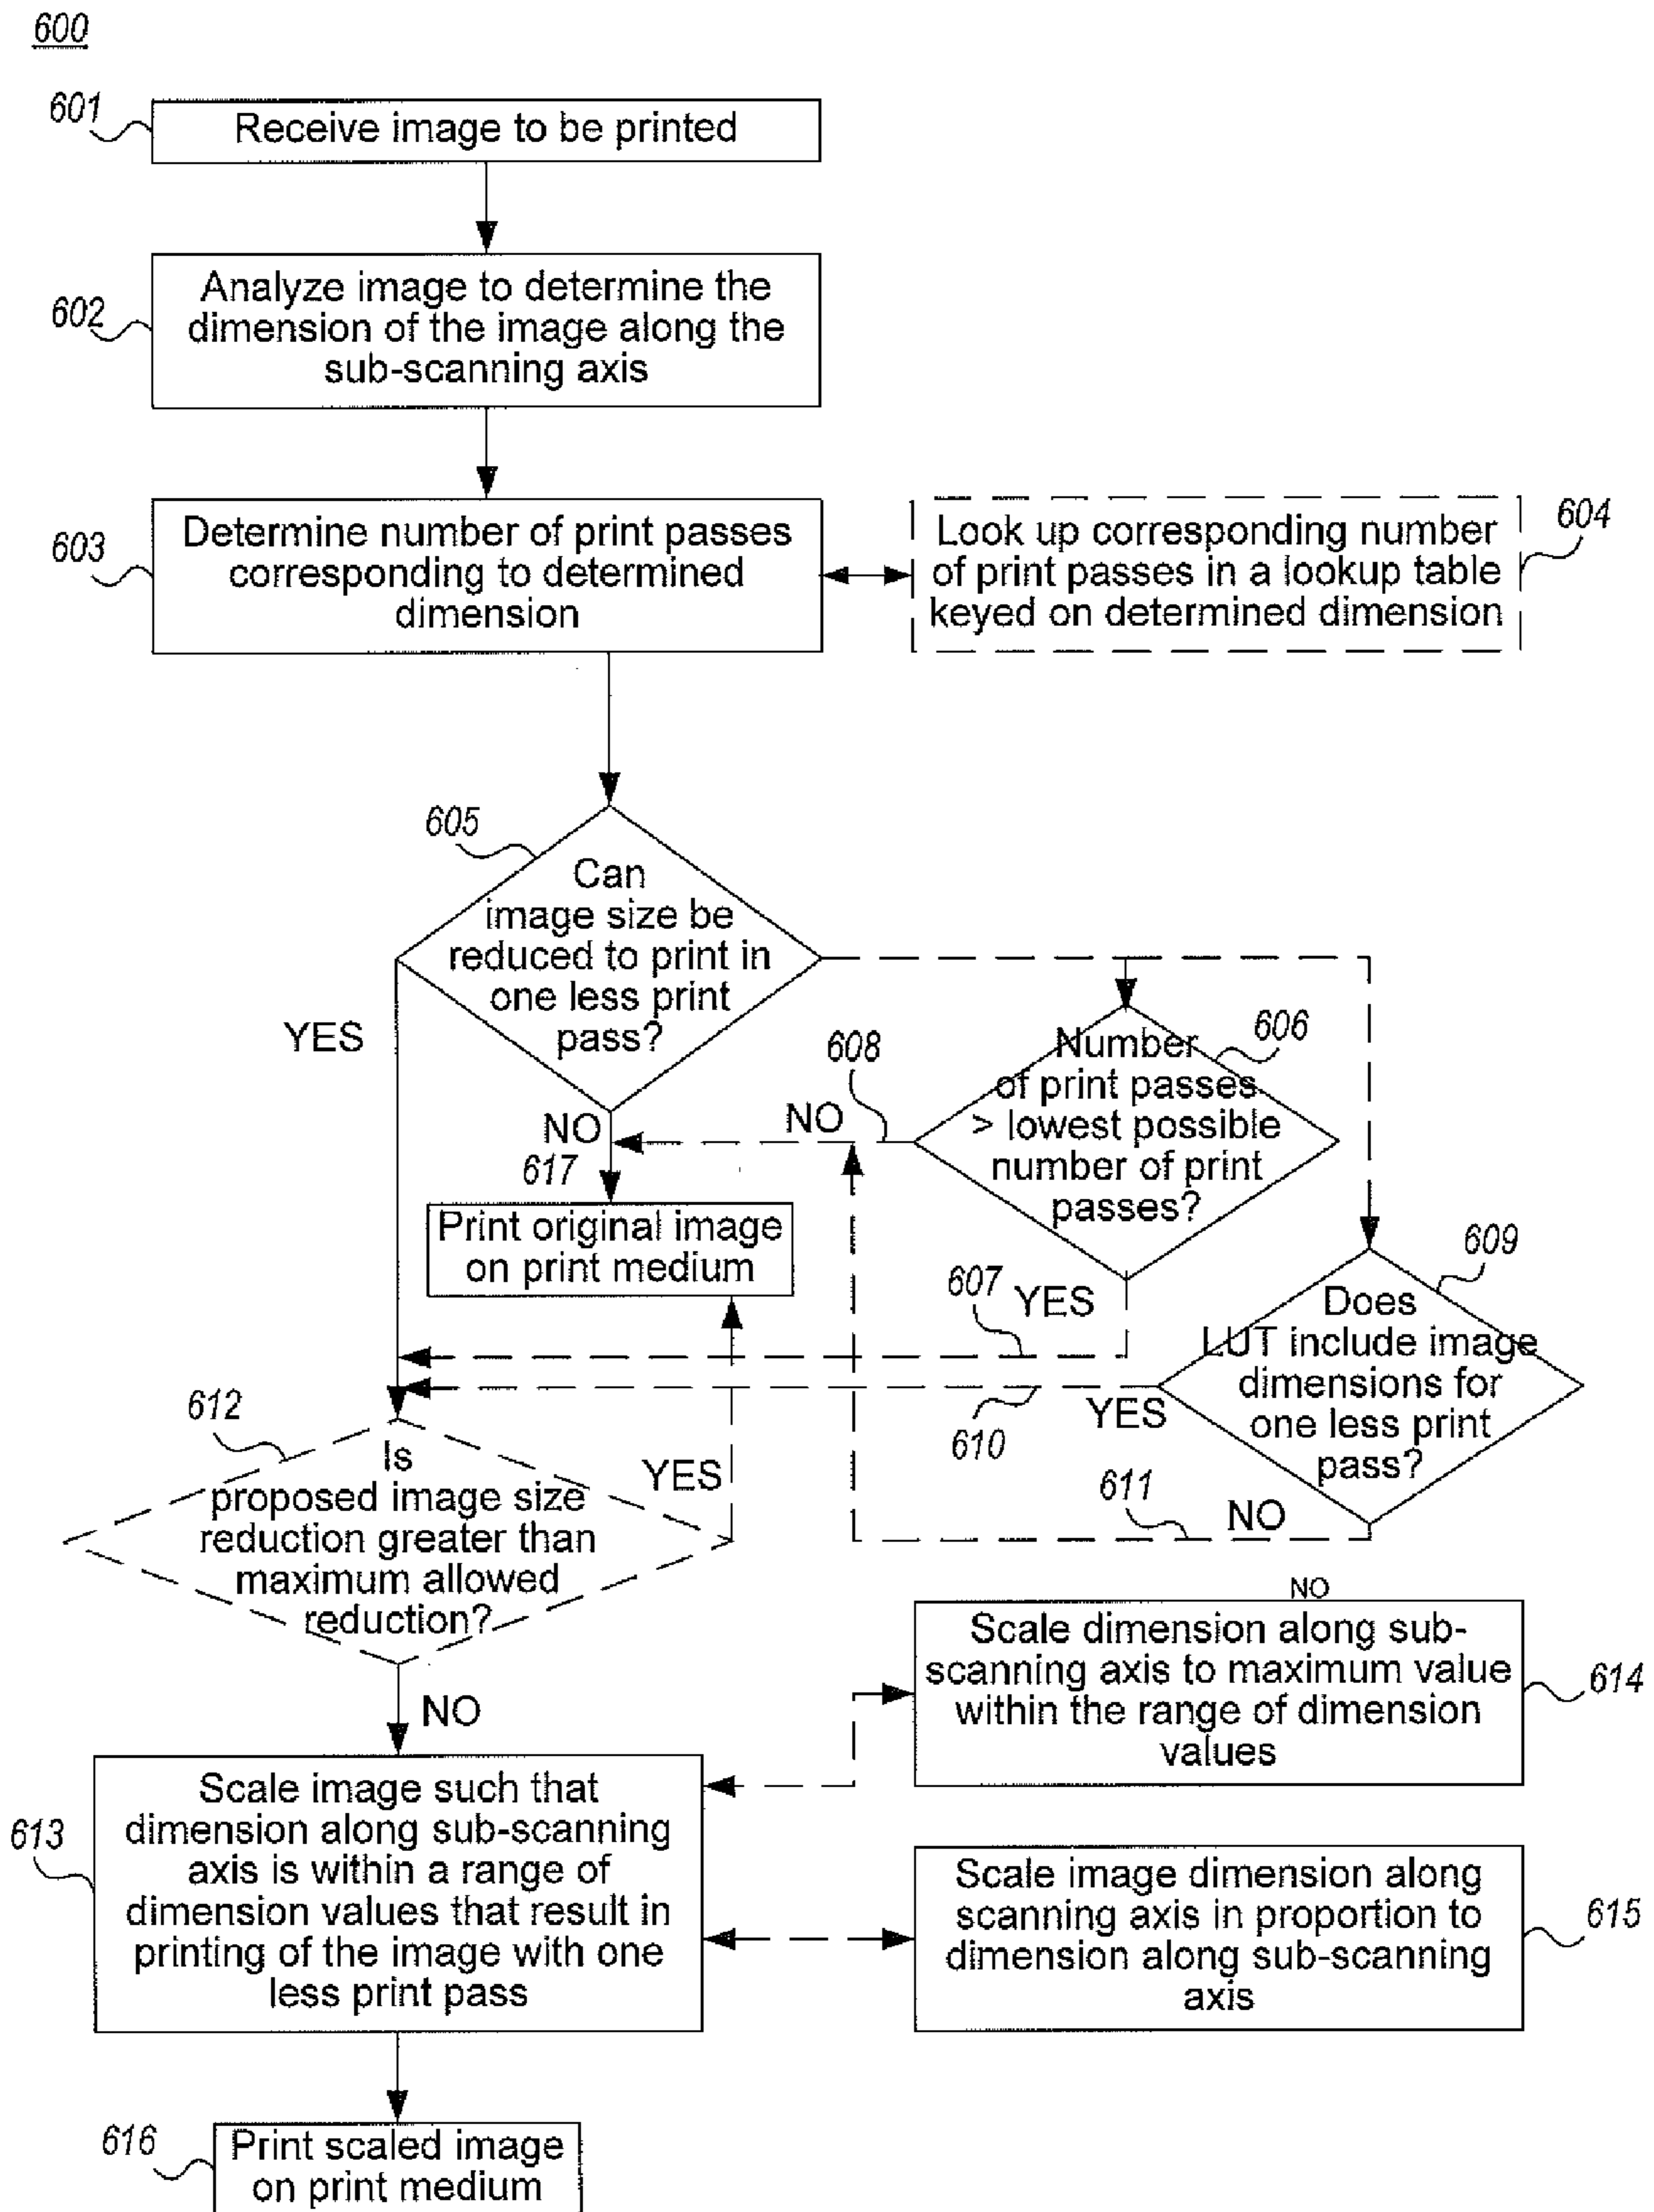 600
601
Receive image to be printed
602
Analyze image to determine the
dimension of the image along the
sub-scanning axis
603
Determine number of print passes
corresponding to determined
dimension
Look up corresponding number
of print passes in a lookup table
keyed on determined dimension
604
605
Can
image size be
reduced to print in
one less print
pass?
YES
NO
617
606
Number
of print passes
> lowest possible
number of print
passes?
608
NO
607
YES
Print original image
on print medium
609
Does
LUT include image
dimensions for
one less print
pass?
YES
610
611
NO
612
Is
proposed image size
reduction greater than
maximum allowed
reduction?
YES
NO
NO
Scale dimension along sub-
scanning axis to maximum value
within the range of dimension
values
614
613
Scale image such that
dimension along sub-scanning
axis is within a range of
dimension values that result in
printing of the image with one
less print pass
Scale image dimension along
scanning axis in proportion to
dimension along sub-scanning
axis
615
616
Print scaled image
on print medium